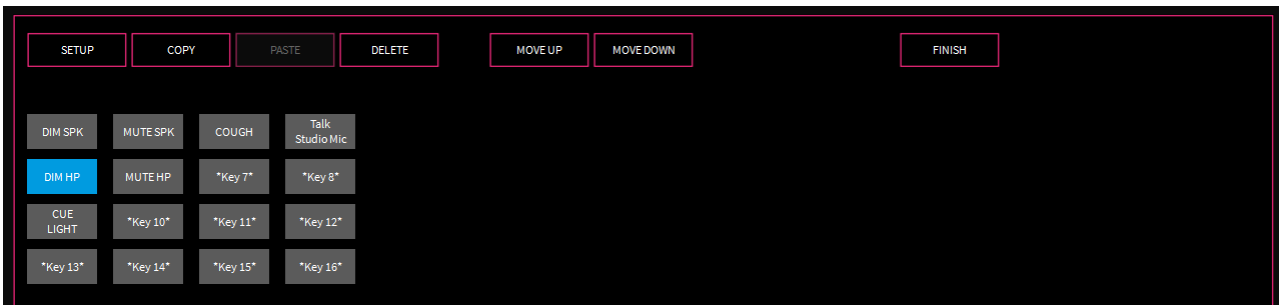 SETUP
COPY
PASTE
DELETE
MOVE UP
MOVE DOWN
FINISH
DIM SPK
MUTE SPK
COUGH
Talk
Studio Mic
DIM HP
MUTE HP
*Key 7*
*Key 8*
CUE
LIGHT
*Key 10*
*Key 11*
*Key 12*
*Key 13*
*Key 14*
*Key 15*
*Key 16*